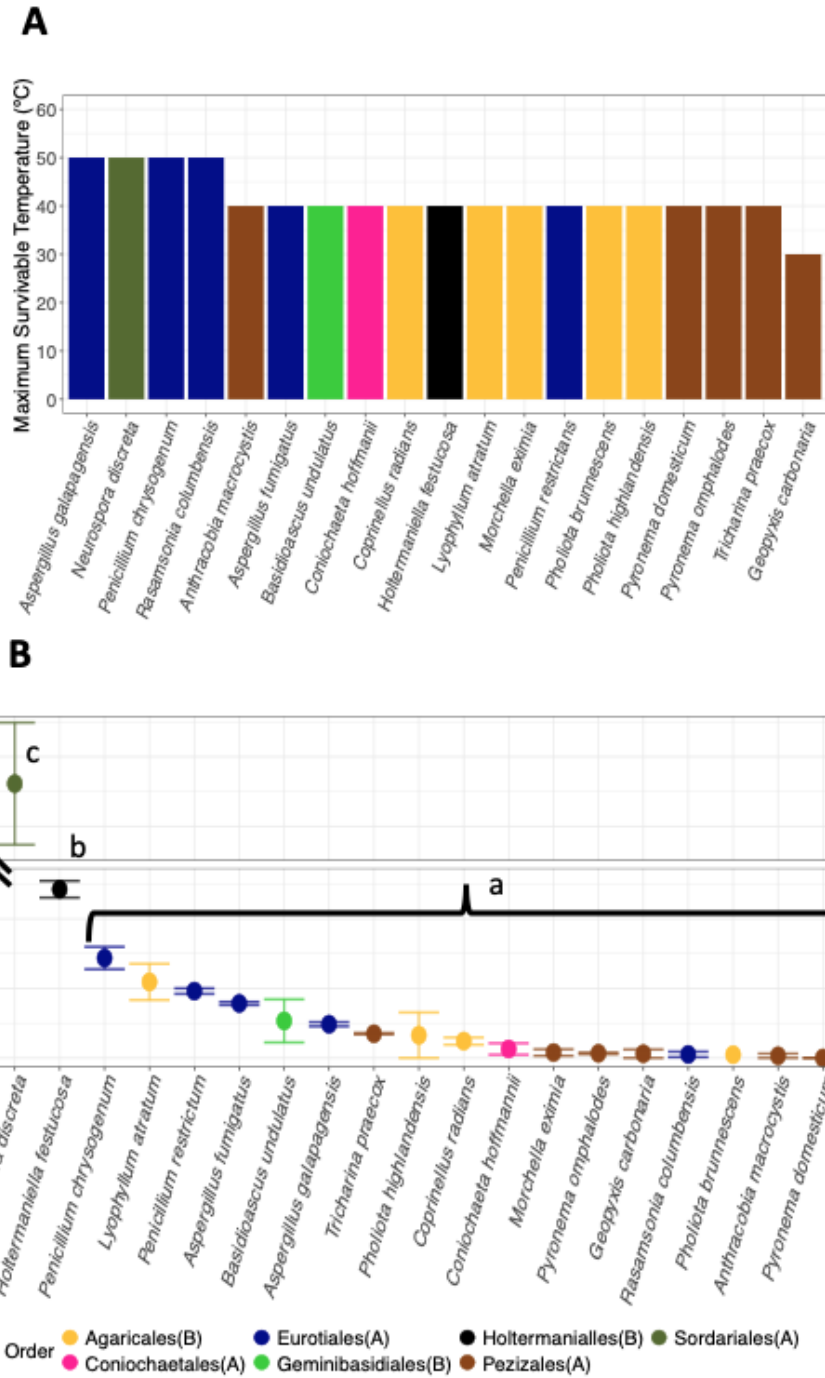 A
Maximum Survivable Temperature (°C)
60
50
40
30
20
10
0
Aspergillus galapagensis
Neurospora discreta
Penicillium chrysogenum
Rasamsonia columbensis
Anthracobia macrocystis
Aspergillus fumigatus
Basidioascus undulatus
Coniochaeta hoffmanii
Coprinellus radians
Holtermaniella festucosa
Lyophyllum atratum
Morchella eximia
Penicillium restrictans
Pholiota brunnescens
Pholiota highlandensis
Pyronema domesticum
Pyronema omphalodes
Tricharina praecox
Geopyxis carbonaria
B
c
b
a
discreta
Holtermaniella festucosa
Penicillium chrysogenum
Lyophyllum atratum
Penicillium restrictum
Aspergillus fumigatus
Basidioascus undulatus
Aspergillus galapagensis
Tricharina praecox
Pholiota highlandensis
Coprinellus radians
Coniochaeta hoffmannii
Morchella eximia
Pyronema omphalodes
Geopyxis carbonaria
Rasamsonia columbensis
Pholiota brunnescens
Anthracobia macrocystis
Pyronema domesticum
Order Agaricales(B) Eurotiales(A) Holtermanialles(B) Sordariales(A)
Coniochaetales(A) Geminibasidiales(B) Pezizales(A)